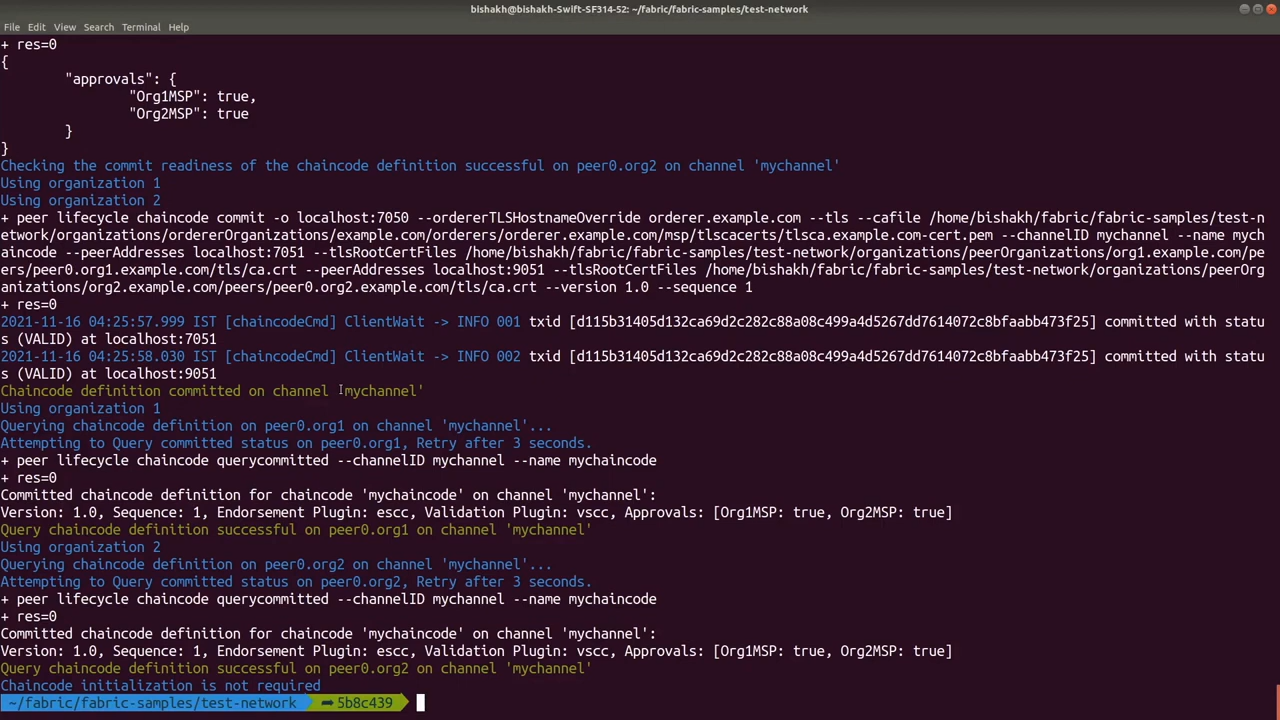 bishakh@bishakh-Swift-SF314-52: ~/fabric/fabric-samples/test-network
File Edit View Search Terminal Help
+ res=0
{
"approvals": {
"Org1MSP": true,
"Org2MSP": true
}
}
Checking the commit readiness of the chaincode definition successful on peer0.org2 on channel 'mychannel'
Using organization 1
Using organization 2
+ peer lifecycle chaincode commit -o localhost:7050 --ordererTLSHostnameOverride orderer.example.com --tls --cafile /home/bishakh/fabric/fabric-samples/test-n
etwork/organizations/ordererOrganizations/example.com/orderers/orderer.example.com/msp/tlscacerts/tlsca.example.com-cert.pem --channelID mychannel --name mych
aincode --peerAddresses localhost:7051 --tlsRootCertFiles /home/bishakh/fabric/fabric-samples/test-network/organizations/peerOrganizations/org1.example.com/pe
ers/peer0.org1.example.com/tls/ca.crt --peerAddresses localhost:9051 --tlsRootCertFiles /home/bishakh/fabric/fabric-samples/test-network/organizations/peerOrg
anizations/org2.example.com/peers/peer0.org2.example.com/tls/ca.crt --version 1.0 --sequence 1
+ res=0
2021-11-16 04:25:57.999 IST [chaincodeCmd] ClientWait -> INFO 001 txid [d115b31405d132ca69d2c282c88a08c499a4d5267dd7614072c8bfaabb473f25] committed with statu
s (VALID) at localhost:7051
2021-11-16 04:25:58.030 IST [chaincodeCmd] ClientWait -> INFO 002 txid [d115b31405d132ca69d2c282c88a08c499a4d5267dd7614072c8bfaabb473f25] committed with statu
s (VALID) at localhost:9051
Chaincode definition committed on channel 'mychannel'
Using organization 1
Querying chaincode definition on peer0.org1 on channel 'mychannel'...
Attempting to Query committed status on peer0.org1, Retry after 3 seconds.
+ peer lifecycle chaincode querycommitted --channelID mychannel --name mychaincode
+ res=0
Committed chaincode definition for chaincode 'mychaincode' on channel 'mychannel':
Version: 1.0, Sequence: 1, Endorsement Plugin: escc, Validation Plugin: vscc, Approvals: [Org1MSP: true, Org2MSP: true]
Query chaincode definition successful on peer0.org1 on channel 'mychannel'
Using organization 2
Querying chaincode definition on peer0.org2 on channel 'mychannel'...
Attempting to Query committed status on peer0.org2, Retry after 3 seconds.
+ peer lifecycle chaincode querycommitted --channelID mychannel --name mychaincode
+ res=0
Committed chaincode definition for chaincode 'mychaincode' on channel 'mychannel':
Version: 1.0, Sequence: 1, Endorsement Plugin: escc, Validation Plugin: vscc, Approvals: [Org1MSP: true, Org2MSP: true]
Query chaincode definition successful on peer0.org2 on channel 'mychannel'
Chaincode initialization is not required
~/fabric/fabric-samples/test-network ➦ 5b8c439